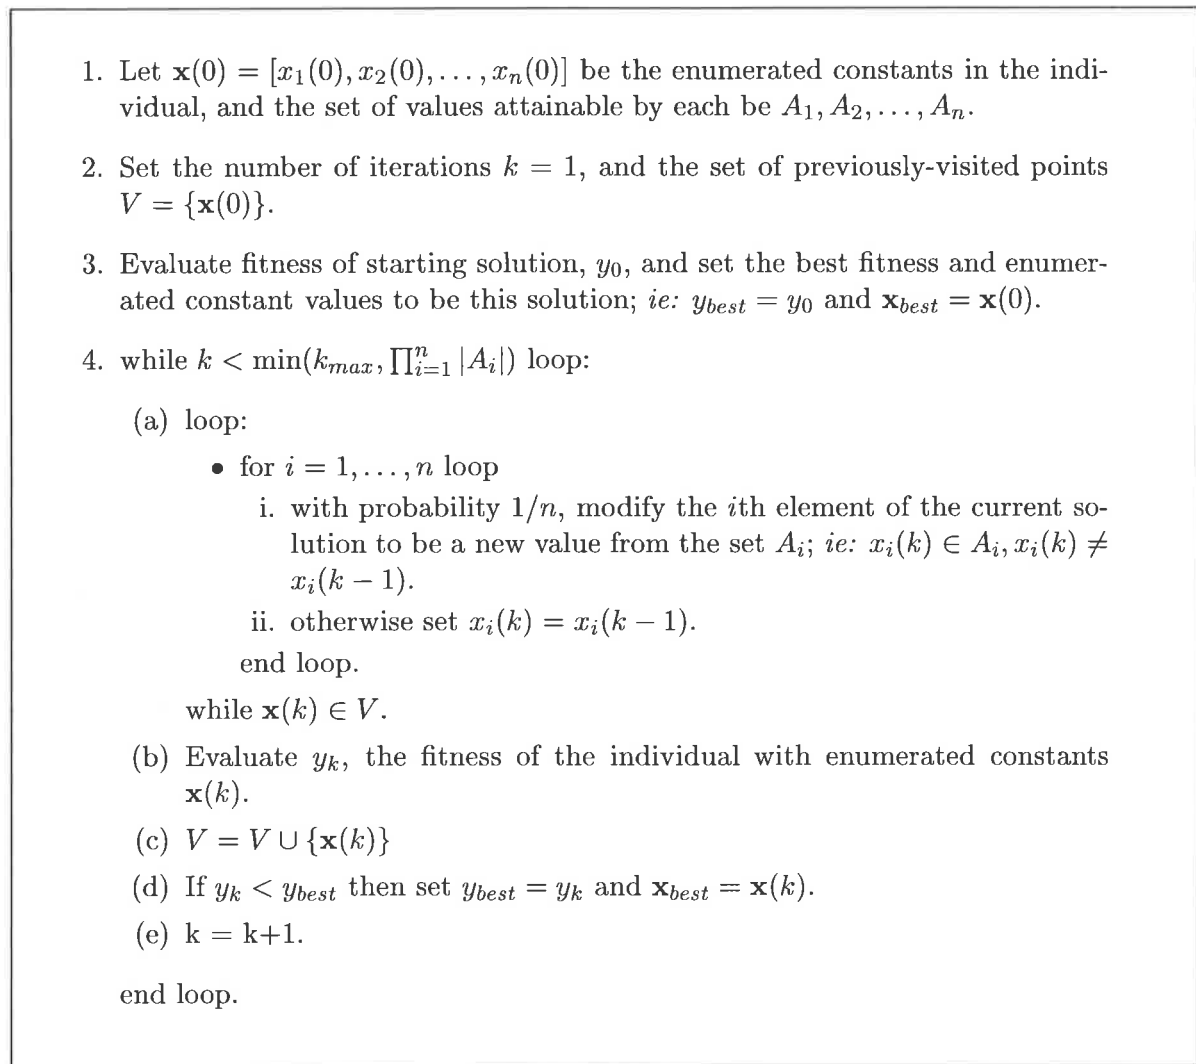 1. Let x(0) = [x₁(0), x₂(0), . . . , xₙ(0)] be the enumerated constants in the indi-
vidual, and the set of values attainable by each be A₁, A₂, . . . , Aₙ.
2. Set the number of iterations k = 1, and the set of previously-visited points
V = {x(0)}.
3. Evaluate fitness of starting solution, y₀, and set the best fitness and enumer-
ated constant values to be this solution; ie: y_best = y₀ and x_best = x(0).
4. while k < min(k_max, ∏ⁿᵢ₌₁ |Aᵢ|) loop:
(a) loop:
• for i = 1, . . . , n loop
i. with probability 1/n, modify the ith element of the current so-
lution to be a new value from the set Aᵢ; ie: xᵢ(k) ∈ Aᵢ, xᵢ(k) ≠
xᵢ(k − 1).
ii. otherwise set xᵢ(k) = xᵢ(k − 1).
end loop.
while x(k) ∈ V.
(b) Evaluate yₖ, the fitness of the individual with enumerated constants
x(k).
(c) V = V ∪ {x(k)}
(d) If yₖ < y_best then set y_best = yₖ and x_best = x(k).
(e) k = k+1.
end loop.